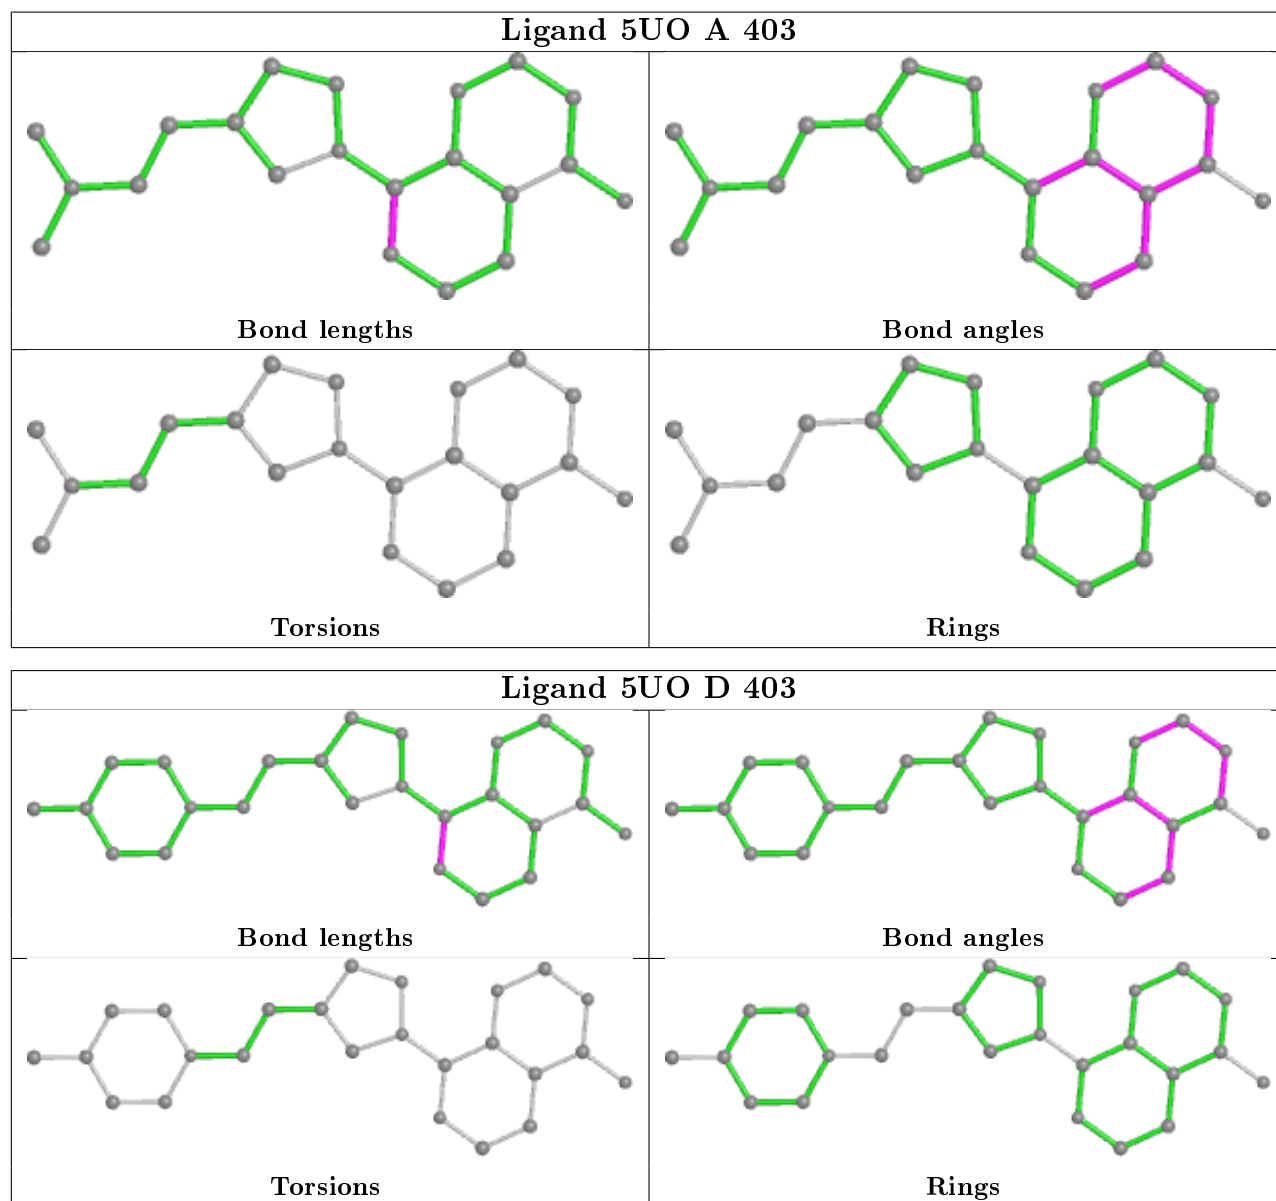 Ligand 5UO A 403
Bond lengths
Bond angles
Torsions
Rings
Ligand 5UO D 403
Bond lengths
Bond angles
Torsions
Rings